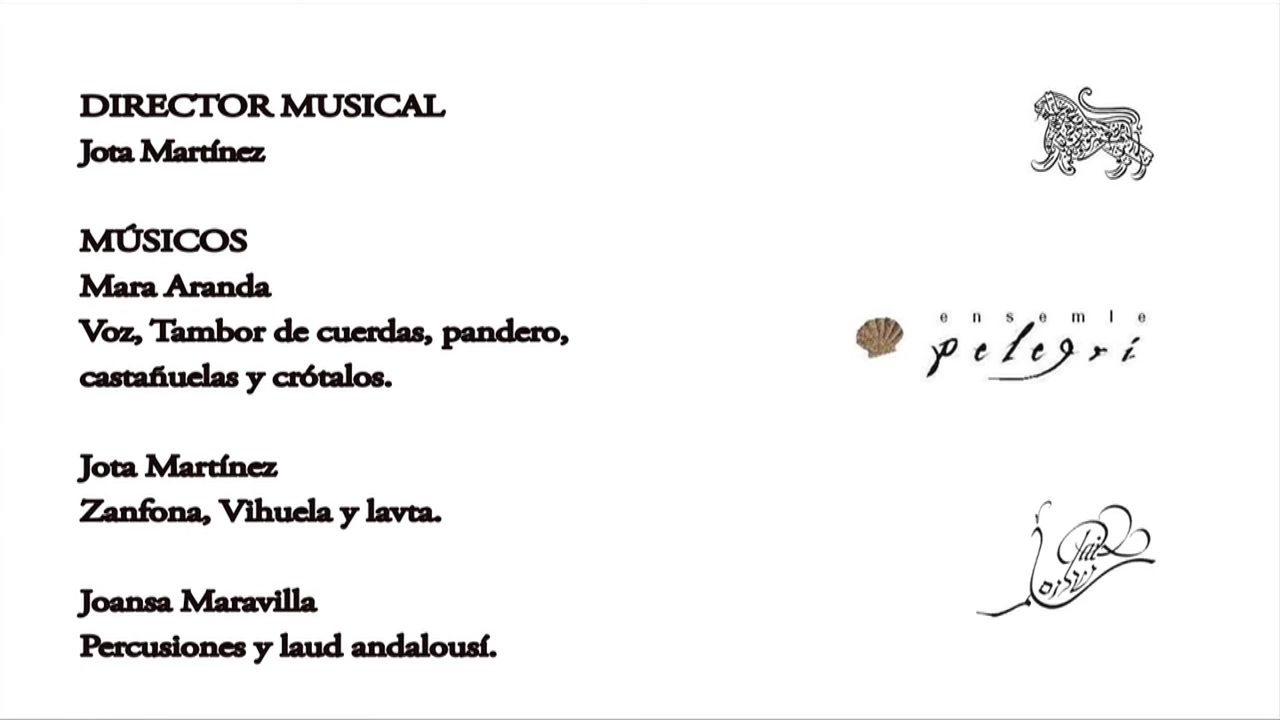 DIRECTOR MUSICAL
Jota Martínez
MÚSICOS
Mara Aranda
Voz, Tambor de cuerdas, pandero,
castañuelas y crótalos.
Jota Martínez
Zanfona, Vihuela y lavta.
Joansa Maravilla
Percusiones y laud andalousí.
ensemle
pelegrí